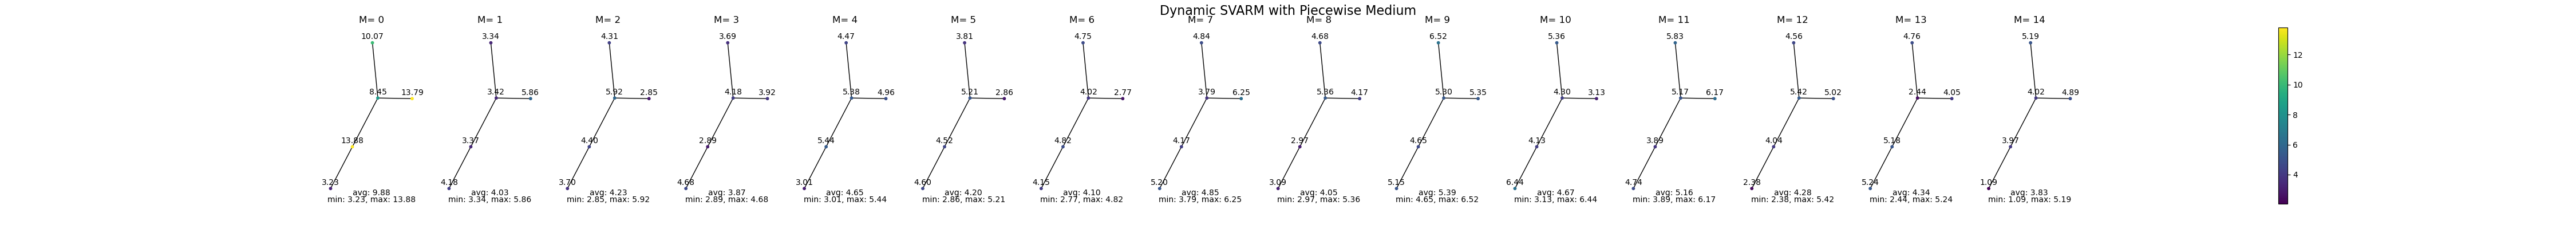 Dynamic SVARM with Piecewise Medium
M= 0 M= 1 M= 2 M= 3 M= 4 M= 5 M= 6 M= 7 M= 8 M= 9 M= 10 M= 11 M= 12 M= 13 M= 14
10.07 3.34 4.31 3.69 4.47 3.81 4.75 4.84 4.68 6.52 5.36 5.83 4.56 4.76 5.19
12
10
8.45 13.79 3.42 5.86 5.92 2.85 4.18 3.92 5.38 4.96 5.21 2.86 4.02 2.77 3.79 6.25 5.36 4.17 5.30 5.35 4.30 3.13 5.17 6.17 5.42 5.02 2.44 4.05 4.02 4.89
8
13.88 3.37 4.40 2.89 5.44 4.52 4.82 4.17 2.97 4.65 4.13 3.89 4.04 5.18 3.97
6
4
3.23 4.18 3.70 4.68 3.01 4.60 4.15 5.20 3.09 5.15 6.44 4.74 2.38 5.24 1.09
avg: 9.88 avg: 4.03 avg: 4.23 avg: 3.87 avg: 4.65 avg: 4.20 avg: 4.10 avg: 4.85 avg: 4.05 avg: 5.39 avg: 4.67 avg: 5.16 avg: 4.28 avg: 4.34 avg: 3.83
min: 3.23, max: 13.88 min: 3.34, max: 5.86 min: 2.85, max: 5.92 min: 2.89, max: 4.68 min: 3.01, max: 5.44 min: 2.86, max: 5.21 min: 2.77, max: 4.82 min: 3.79, max: 6.25 min: 2.97, max: 5.36 min: 4.65, max: 6.52 min: 3.13, max: 6.44 min: 3.89, max: 6.17 min: 2.38, max: 5.42 min: 2.44, max: 5.24 min: 1.09, max: 5.19